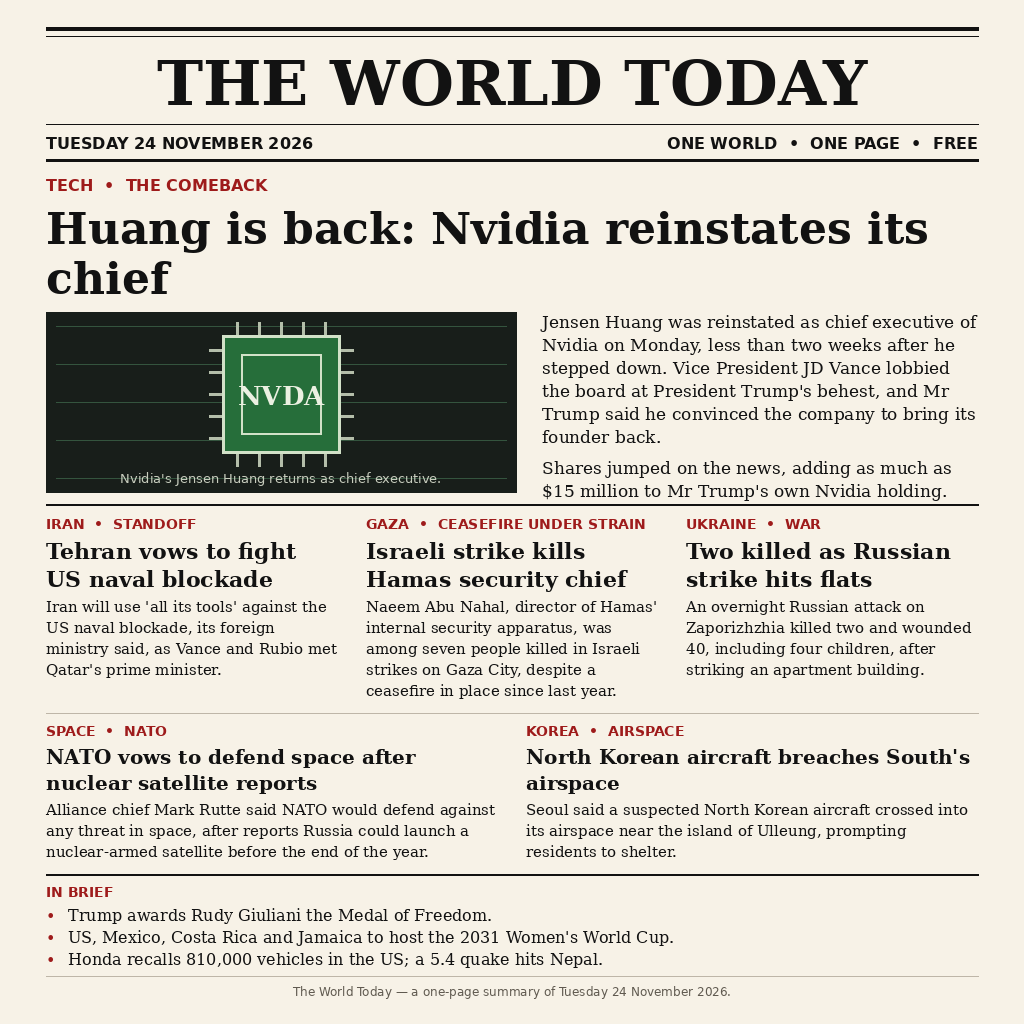 THE WORLD TODAY
TUESDAY 24 NOVEMBER 2026
ONE WORLD • ONE PAGE • FREE
TECH • THE COMEBACK
Huang is back: Nvidia reinstates its
chief
NVDA
Nvidia's Jensen Huang returns as chief executive.
Jensen Huang was reinstated as chief executive of
Nvidia on Monday, less than two weeks after he
stepped down. Vice President JD Vance lobbied
the board at President Trump's behest, and Mr
Trump said he convinced the company to bring its
founder back.
Shares jumped on the news, adding as much as
$15 million to Mr Trump's own Nvidia holding.
IRAN • STANDOFF
Tehran vows to fight
US naval blockade
Iran will use 'all its tools' against the
US naval blockade, its foreign
ministry said, as Vance and Rubio met
Qatar's prime minister.
GAZA • CEASEFIRE UNDER STRAIN
Israeli strike kills
Hamas security chief
Naeem Abu Nahal, director of Hamas'
internal security apparatus, was
among seven people killed in Israeli
strikes on Gaza City, despite a
ceasefire in place since last year.
UKRAINE • WAR
Two killed as Russian
strike hits flats
An overnight Russian attack on
Zaporizhzhia killed two and wounded
40, including four children, after
striking an apartment building.
SPACE • NATO
NATO vows to defend space after
nuclear satellite reports
Alliance chief Mark Rutte said NATO would defend against
any threat in space, after reports Russia could launch a
nuclear-armed satellite before the end of the year.
KOREA • AIRSPACE
North Korean aircraft breaches South's
airspace
Seoul said a suspected North Korean aircraft crossed into
its airspace near the island of Ulleung, prompting
residents to shelter.
IN BRIEF
• Trump awards Rudy Giuliani the Medal of Freedom.
• US, Mexico, Costa Rica and Jamaica to host the 2031 Women's World Cup.
• Honda recalls 810,000 vehicles in the US; a 5.4 quake hits Nepal.
The World Today — a one-page summary of Tuesday 24 November 2026.